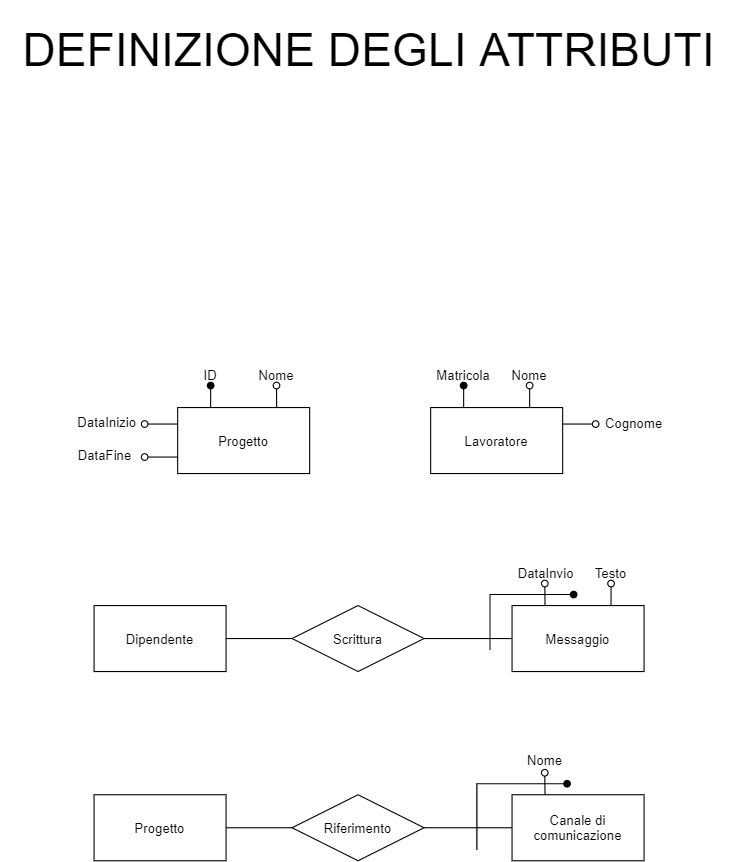 DEFINIZIONE DEGLI ATTRIBUTI
ID Nome
Matricola Nome
DataInizio
DataFine
Progetto
Lavoratore
Cognome
DataInvio Testo
Dipendente
Scrittura
Messaggio
Nome
Progetto
Riferimento
Canale di
comunicazione